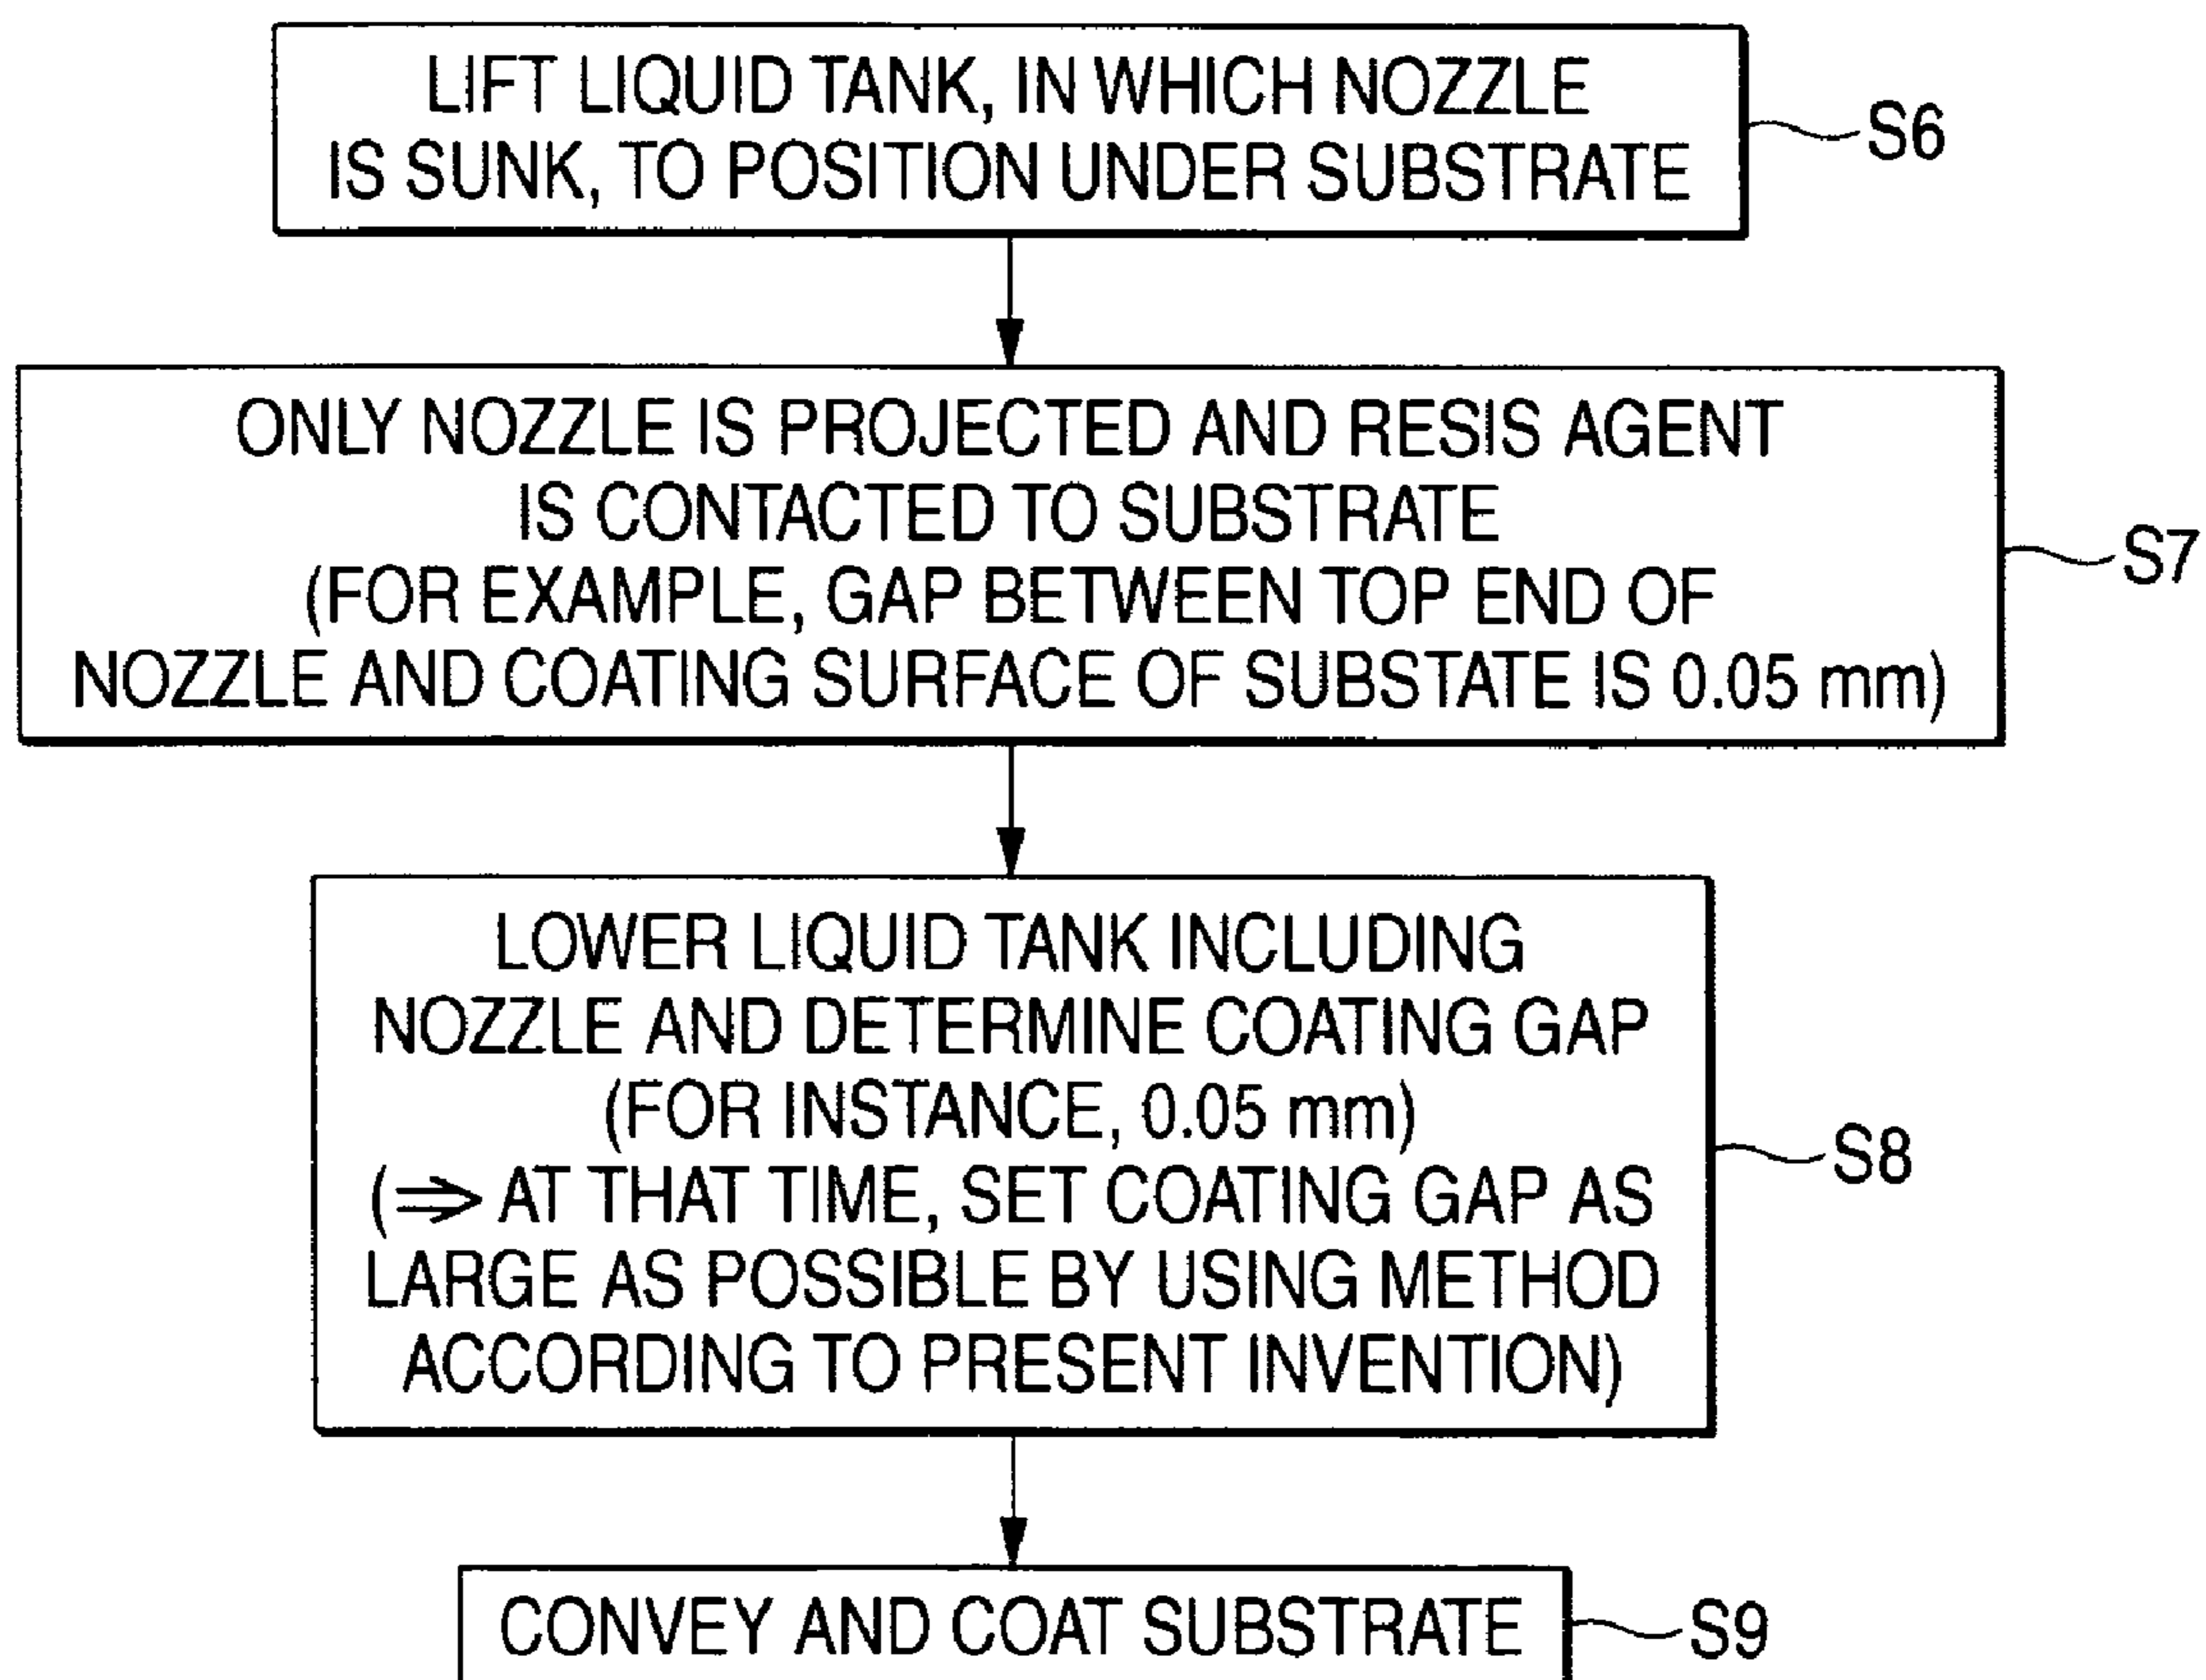 LIFT LIQUID TANK, IN WHICH NOZZLE
IS SUNK, TO POSITION UNDER SUBSTRATE
S6
ONLY NOZZLE IS PROJECTED AND RESIS AGENT
IS CONTACTED TO SUBSTRATE
(FOR EXAMPLE, GAP BETWEEN TOP END OF
NOZZLE AND COATING SURFACE OF SUBSTATE IS 0.05 mm)
S7
LOWER LIQUID TANK INCLUDING
NOZZLE AND DETERMINE COATING GAP
(FOR INSTANCE, 0.05 mm)
(⇒ AT THAT TIME, SET COATING GAP AS
LARGE AS POSSIBLE BY USING METHOD
ACCORDING TO PRESENT INVENTION)
S8
CONVEY AND COAT SUBSTRATE
S9